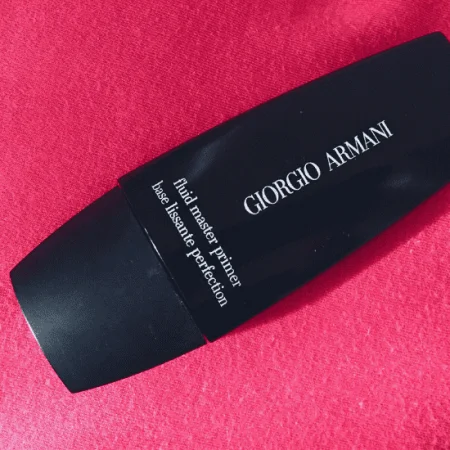 GIORGIO ARMANI
fluid master primer
base lissante perfection